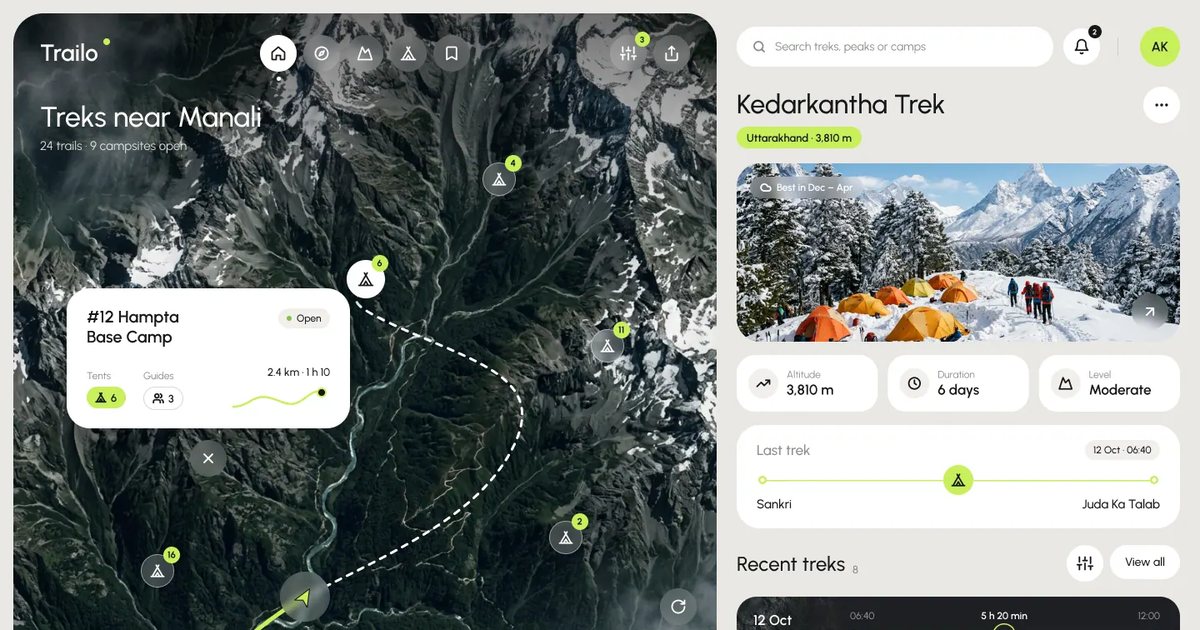 Trailo
3
Treks near Manali
24 trails · 9 campsites open
4
6
#12 Hampta
Base Camp
Open
Tents
Guides
2.4 km · 1 h 10
6
3
11
2
16
Search treks, peaks or camps
2
AK
Kedarkantha Trek
Uttarakhand · 3,810 m
Best in Dec – Apr
Altitude
3,810 m
Duration
6 days
Level
Moderate
Last trek
12 Oct · 06:40
Sankri
Juda Ka Talab
Recent treks 8
View all
12 Oct
06:40
5 h 20 min
12:00